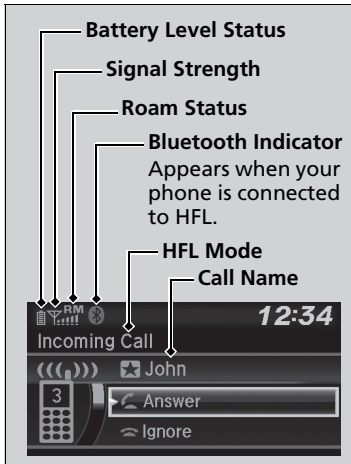 Battery Level Status
Signal Strength
Roam Status
Bluetooth Indicator
Appears when your
phone is connected
to HFL.
HFL Mode
Call Name
RM
12:34
Incoming Call
John
3
Answer
Ignore